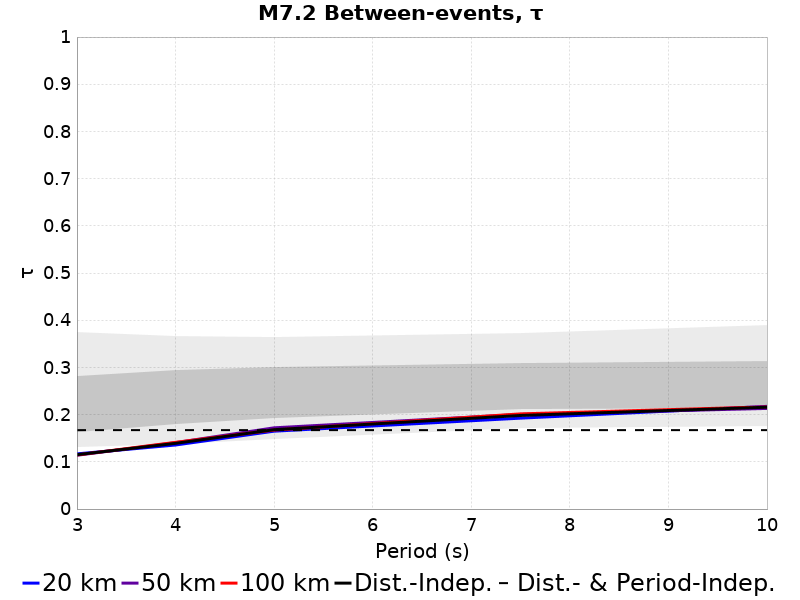 M7.2 Between-events, τ
1
0.9
0.8
0.7
0.6
0.5
0.4
0.3
0.2
0.1
0
τ
3 4 5 6 7 8 9 10
Period (s)
20 km 50 km 100 km Dist.-Indep. Dist.- & Period-Indep.